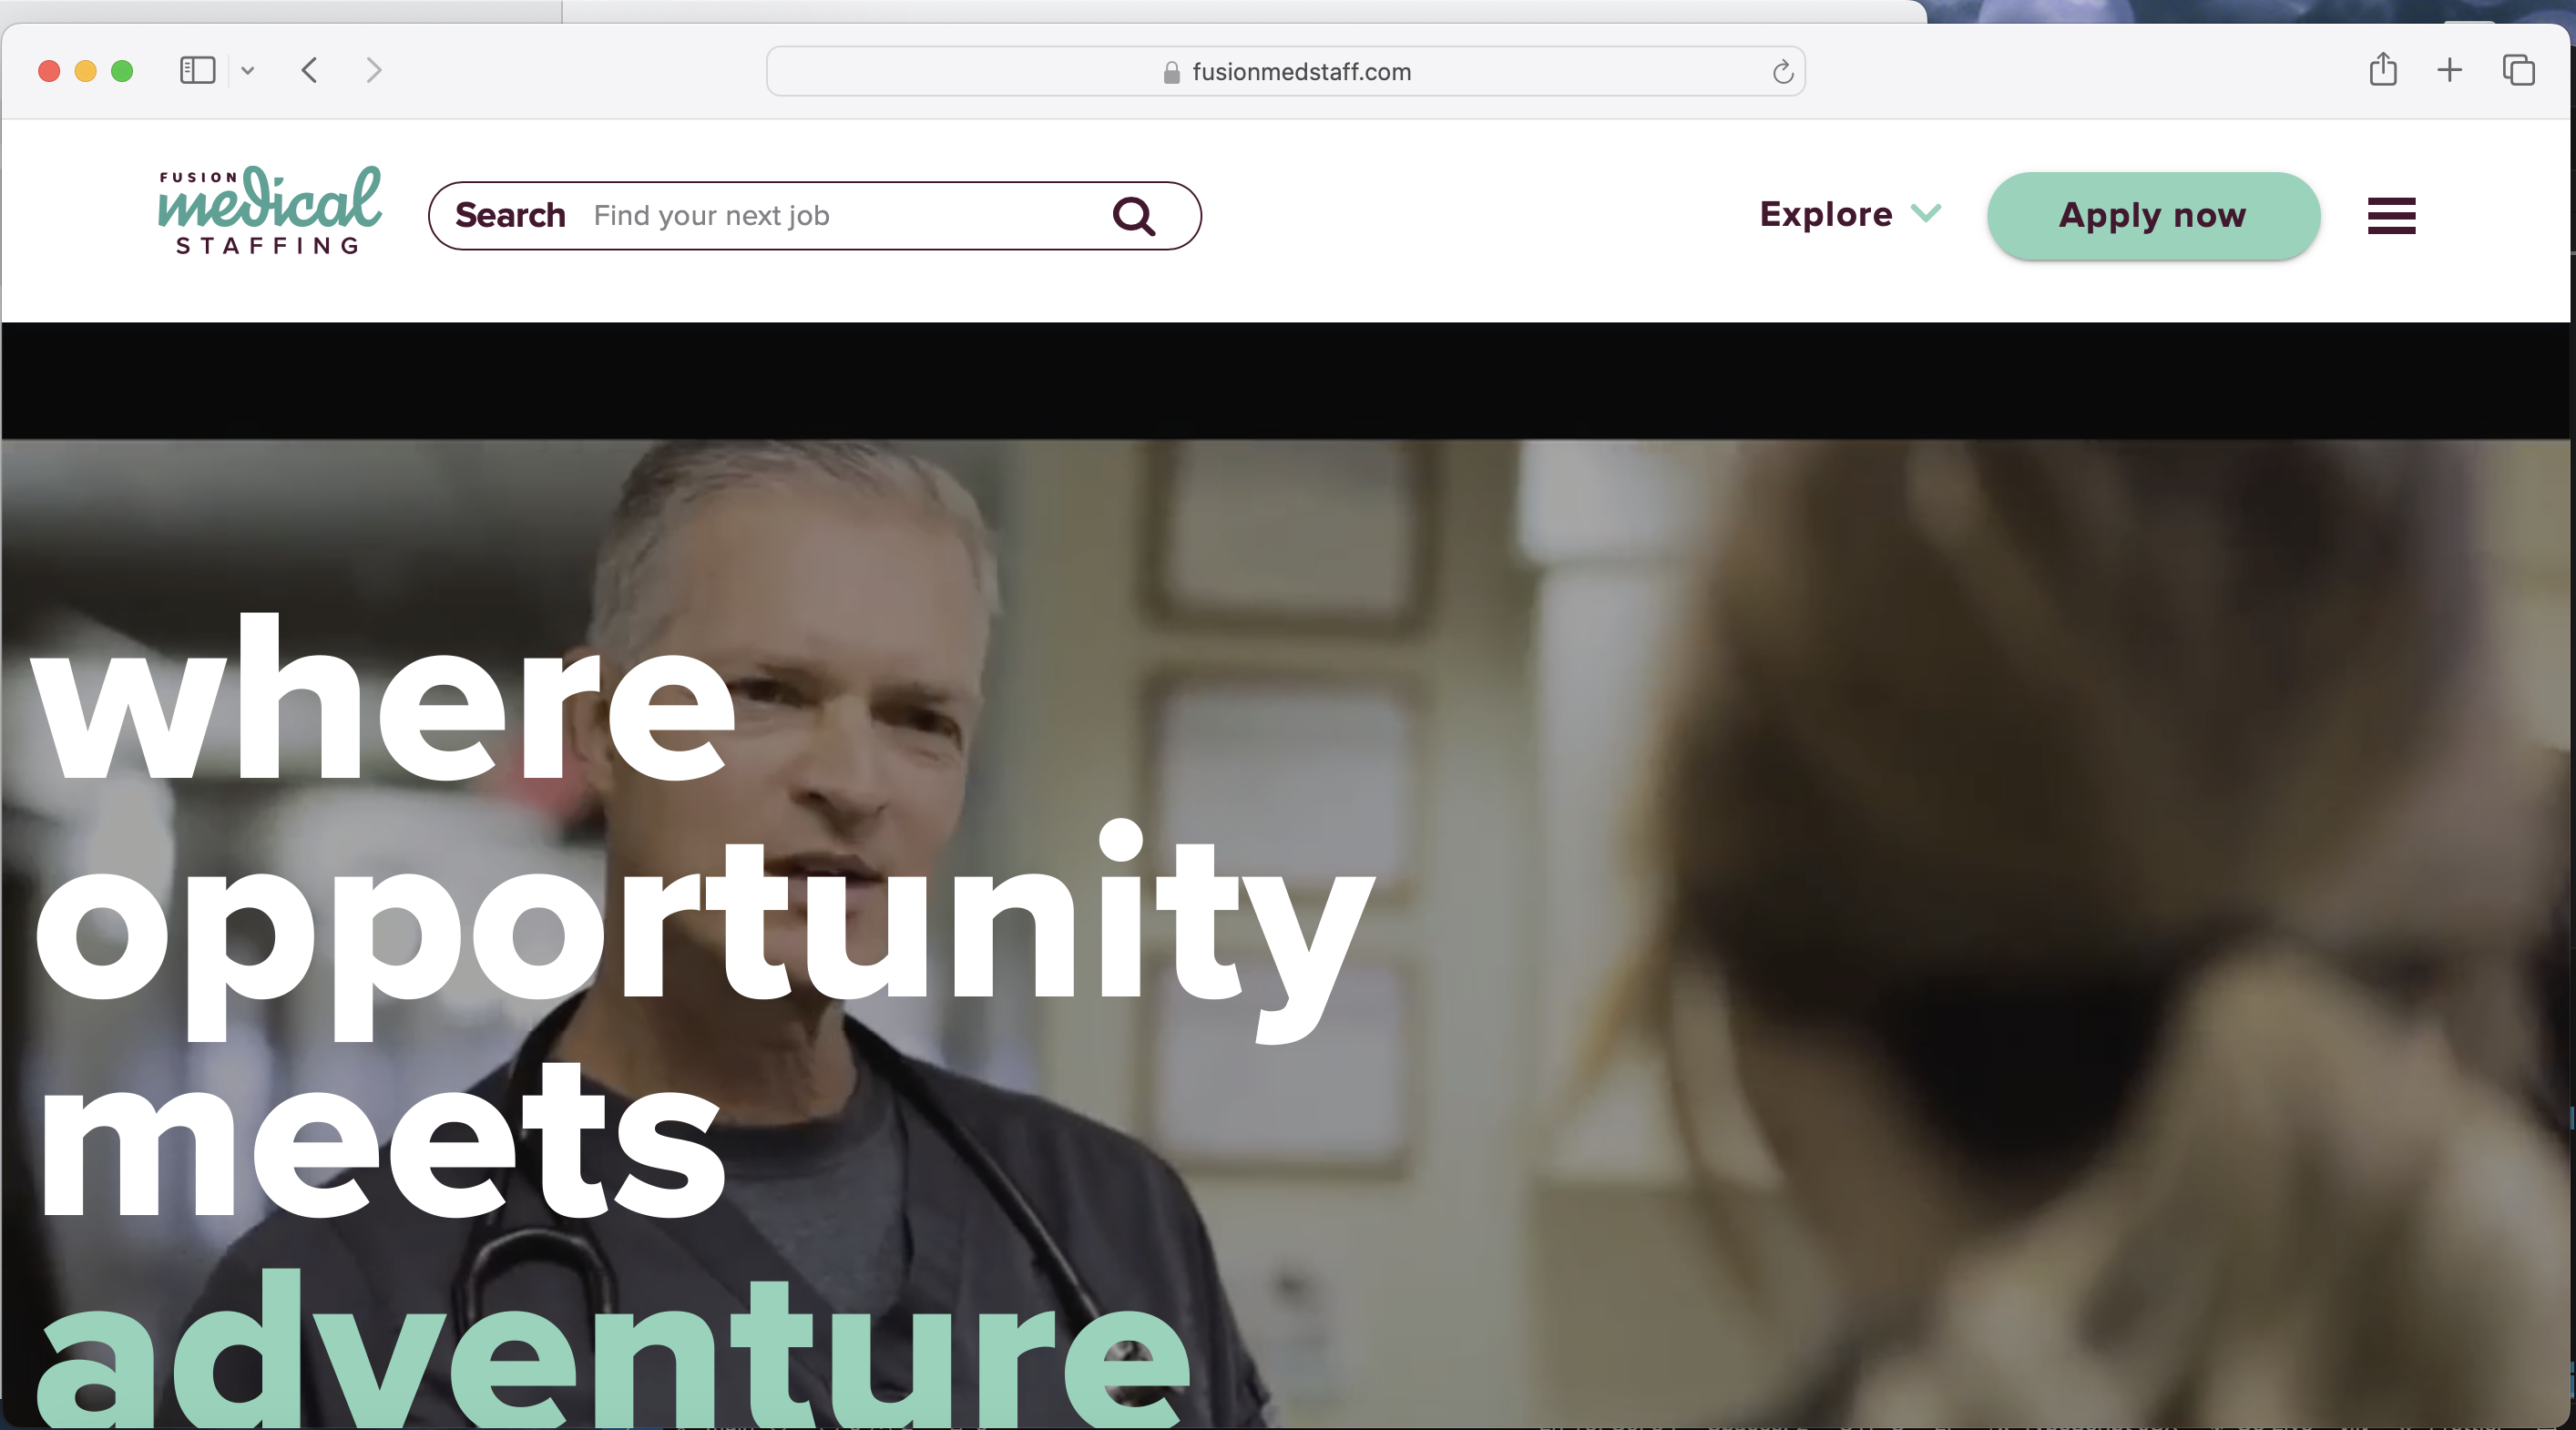 fusionmedstaff.com
FUSION
medical
STAFFING
Search Find your next job
Explore
Apply now
where
opportunity
meets
adventure